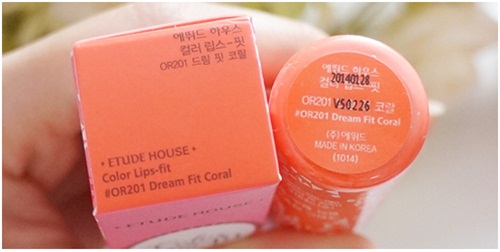 에뛰드 하우스
컬러 립스-핏
OR201 드림 핏 코랄
• ETUDE HOUSE •
Color Lips-fit
#OR201 Dream Fit Coral
ETUDE HOUSE
에뛰드 하우스
20140128
컬러 립스-핏
OR201 V50226 코랄
#OR201 Dream Fit Coral
(주)에뛰드
MADE IN KOREA
(1014)